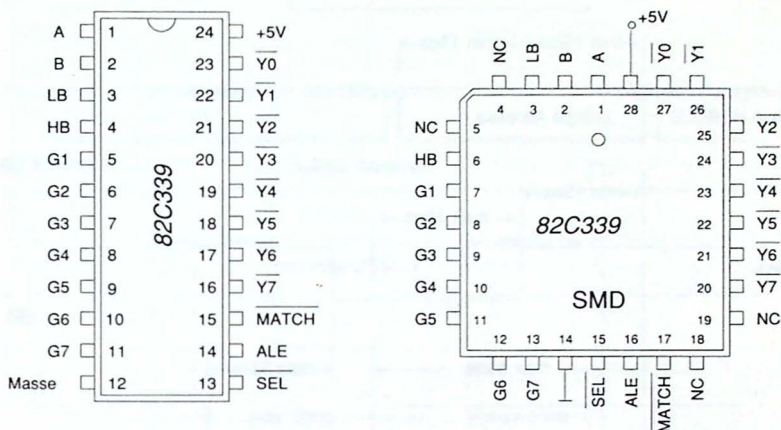 A 1 24 +5V
B 2 23 Y0
LB 3 22 Y1
HB 4 21 Y2
G1 5 20 Y3
G2 6 19 Y4
G3 7 18 Y5
G4 8 17 Y6
G5 9 16 Y7
G6 10 15 MATCH
G7 11 14 ALE
Masse 12 13 SEL
82C339
+5V
NC LB B A Y0 Y1
4 3 2 1 28 27 26
NC 5 25 Y2
HB 6 24 Y3
G1 7 23 Y4
G2 8 22 Y5
G3 9 21 Y6
G4 10 20 Y7
G5 11 19 NC
82C339
SMD
12 13 14 15 16 17 18
G6 G7 SEL ALE MATCH NC